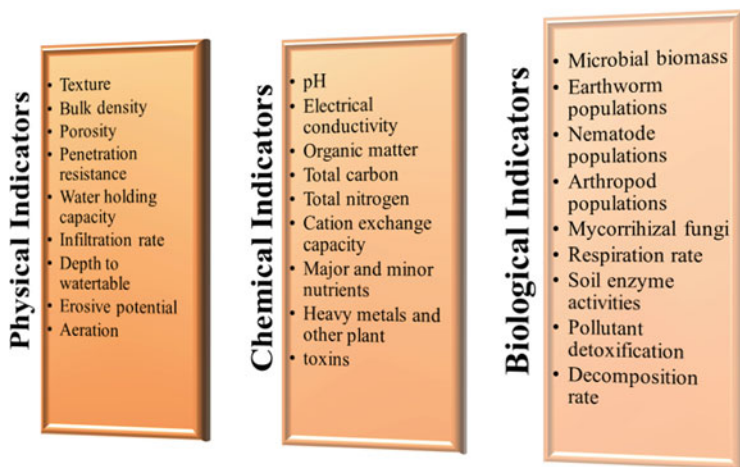 Physical Indicators
• Texture
• Bulk density
• Porosity
• Penetration
resistance
• Water holding
capacity
• Infiltration rate
• Depth to
watertable
• Erosive potential
• Aeration
Chemical Indicators
• pH
• Electrical
conductivity
• Organic matter
• Total carbon
• Total nitrogen
• Cation exchange
capacity
• Major and minor
nutrients
• Heavy metals and
other plant
• toxins
Biological Indicators
• Microbial biomass
• Earthworm
populations
• Nematode
populations
• Arthropod
populations
• Mycorrihizal fungi
• Respiration rate
• Soil enzyme
activities
• Pollutant
detoxification
• Decomposition
rate